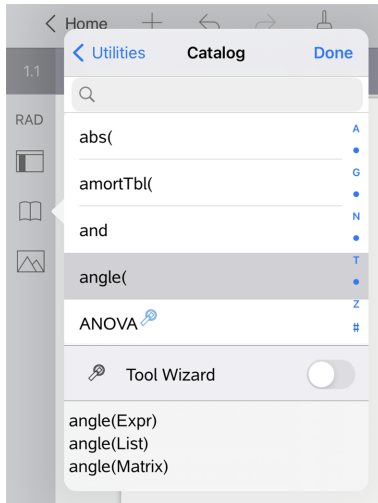 Home
Utilities Catalog Done
1.1
RAD
abs(
amortTbl(
and
angle(
ANOVA
A
G
N
T
Z
#
Tool Wizard
angle(Expr)
angle(List)
angle(Matrix)